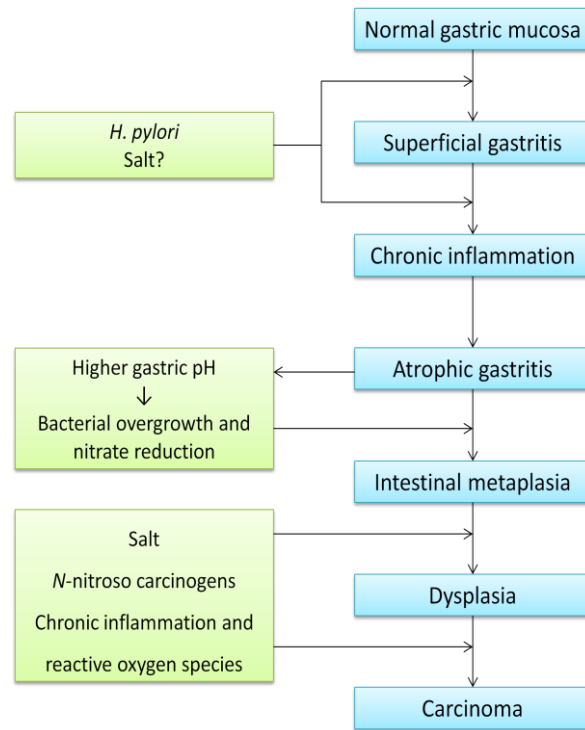 Normal gastric mucosa
H. pylori
Salt?
Superficial gastritis
Chronic inflammation
Higher gastric pH
↓
Bacterial overgrowth and
nitrate reduction
Atrophic gastritis
Intestinal metaplasia
Salt
N-nitroso carcinogens
Chronic inflammation and
reactive oxygen species
Dysplasia
Carcinoma